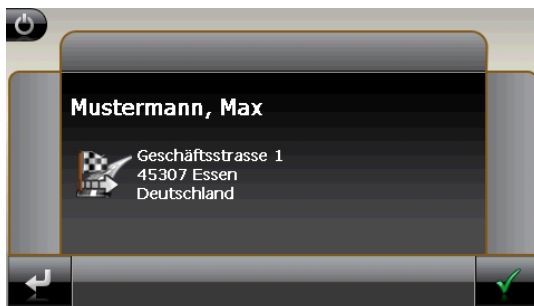 Mustermann, Max
Geschäftsstrasse 1
45307 Essen
Deutschland